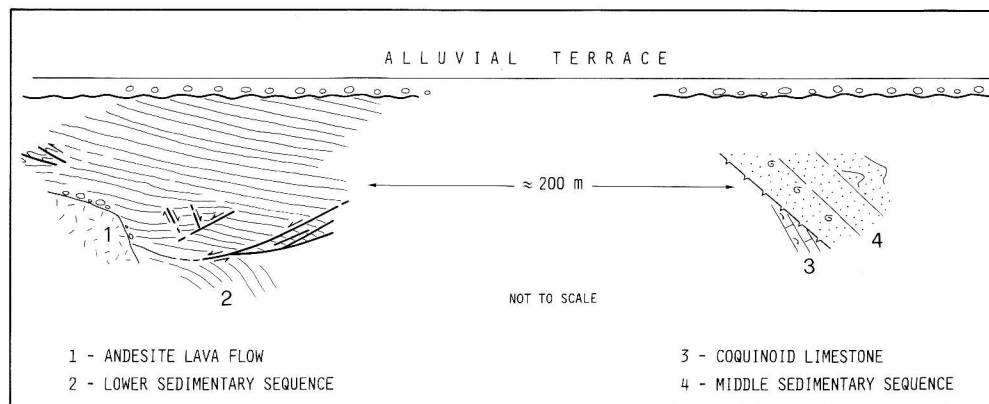 ALLUVIAL TERRACE
≈ 200 m
1
2
3
4
NOT TO SCALE
1 - ANDESITE LAVA FLOW
2 - LOWER SEDIMENTARY SEQUENCE
3 - COQUINOID LIMESTONE
4 - MIDDLE SEDIMENTARY SEQUENCE